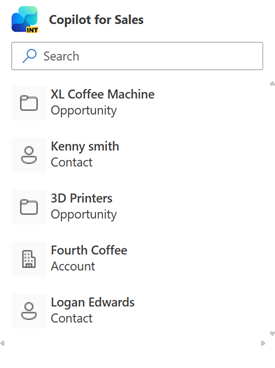 INT
Copilot for Sales
Search
XL Coffee Machine
Opportunity
Kenny smith
Contact
3D Printers
Opportunity
Fourth Coffee
Account
Logan Edwards
Contact